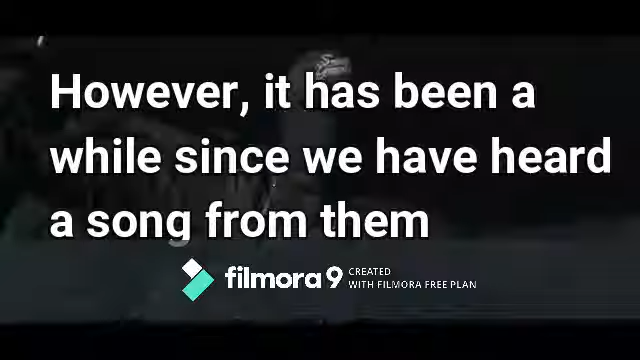 However, it has been a
while since we have heard
a song from them
filmora 9 CREATED
WITH FILMORA FREE PLAN